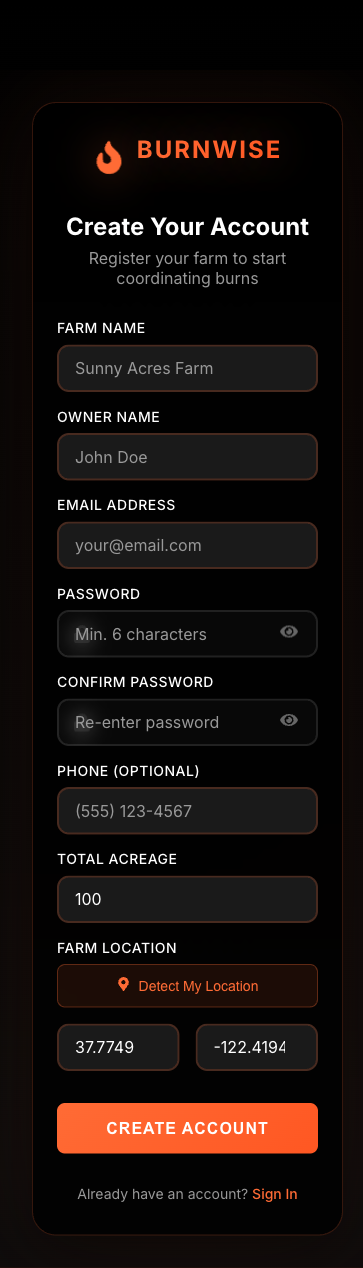 BURNWISE
Create Your Account
Register your farm to start
coordinating burns
FARM NAME
Sunny Acres Farm
OWNER NAME
John Doe
EMAIL ADDRESS
your@email.com
PASSWORD
Min. 6 characters
CONFIRM PASSWORD
Re-enter password
PHONE (OPTIONAL)
(555) 123-4567
TOTAL ACREAGE
100
FARM LOCATION
Detect My Location
37.7749 -122.4194
CREATE ACCOUNT
Already have an account? Sign In